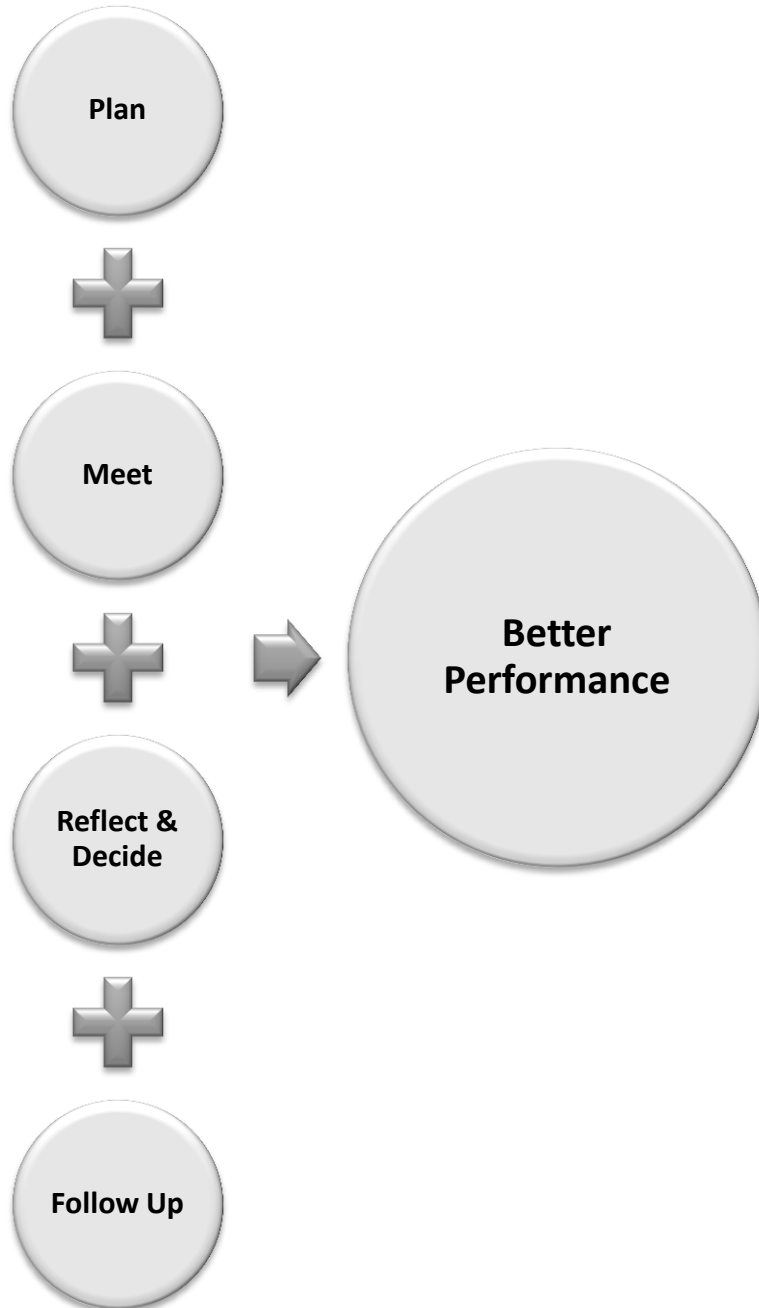 Plan
Meet
Better
Performance
Reflect &
Decide
Follow Up